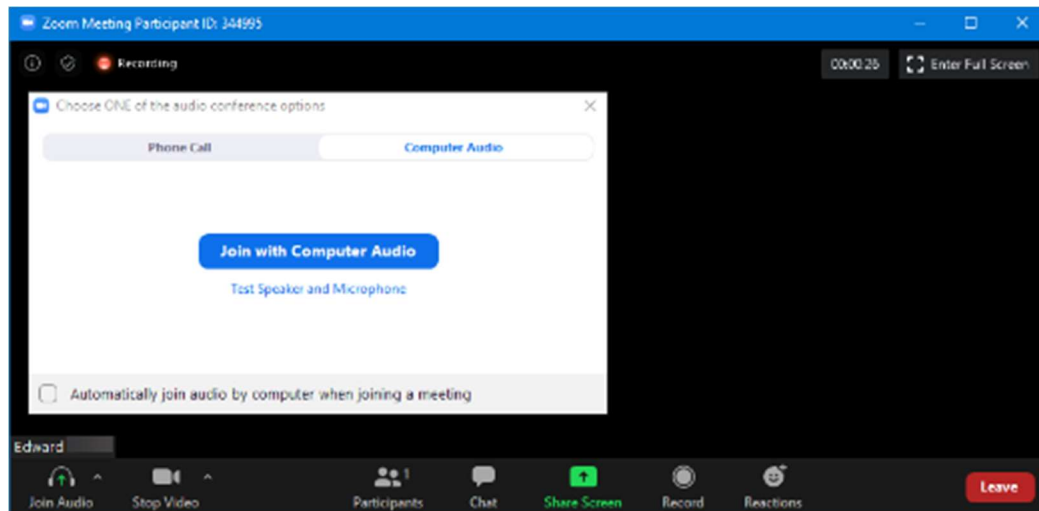 Zoom Meeting Participant ID: 344995
Recording
00:00:26
Enter Full Screen
Choose ONE of the audio conference options
Phone Call
Computer Audio
Join with Computer Audio
Test Speaker and Microphone
Automatically join audio by computer when joining a meeting
Edward
1
Join Audio
Stop Video
Participants
Chat
Share Screen
Record
Reactions
Leave